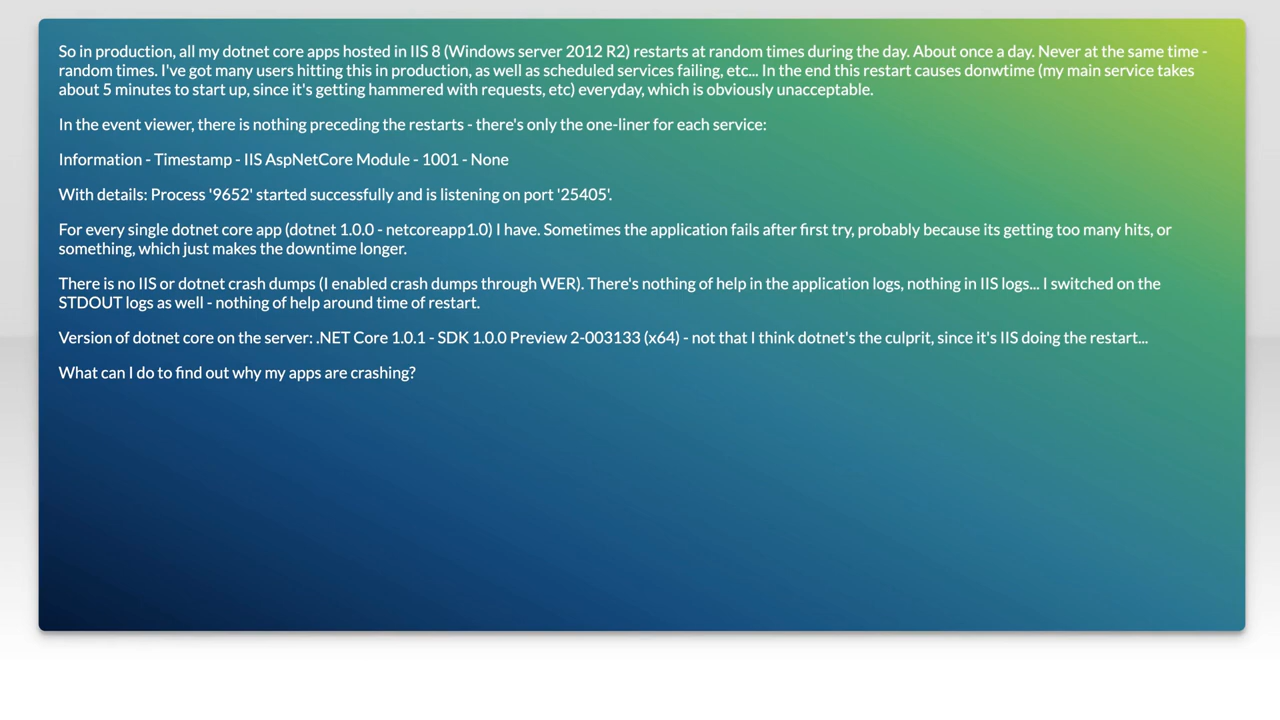 So in production, all my dotnet core apps hosted in IIS 8 (Windows server 2012 R2) restarts at random times during the day. About once a day. Never at the same time -
random times. I've got many users hitting this in production, as well as scheduled services failing, etc... In the end this restart causes donwtime (my main service takes
about 5 minutes to start up, since it's getting hammered with requests, etc) everyday, which is obviously unacceptable.
In the event viewer, there is nothing preceding the restarts - there's only the one-liner for each service:
Information - Timestamp - IIS AspNetCore Module - 1001 - None
With details: Process '9652' started successfully and is listening on port '25405'.
For every single dotnet core app (dotnet 1.0.0 - netcoreapp1.0) I have. Sometimes the application fails after first try, probably because its getting too many hits, or
something, which just makes the downtime longer.
There is no IIS or dotnet crash dumps (I enabled crash dumps through WER). There's nothing of help in the application logs, nothing in IIS logs... I switched on the
STDOUT logs as well - nothing of help around time of restart.
Version of dotnet core on the server: .NET Core 1.0.1 - SDK 1.0.0 Preview 2-003133 (x64) - not that I think dotnet's the culprit, since it's IIS doing the restart...
What can I do to find out why my apps are crashing?